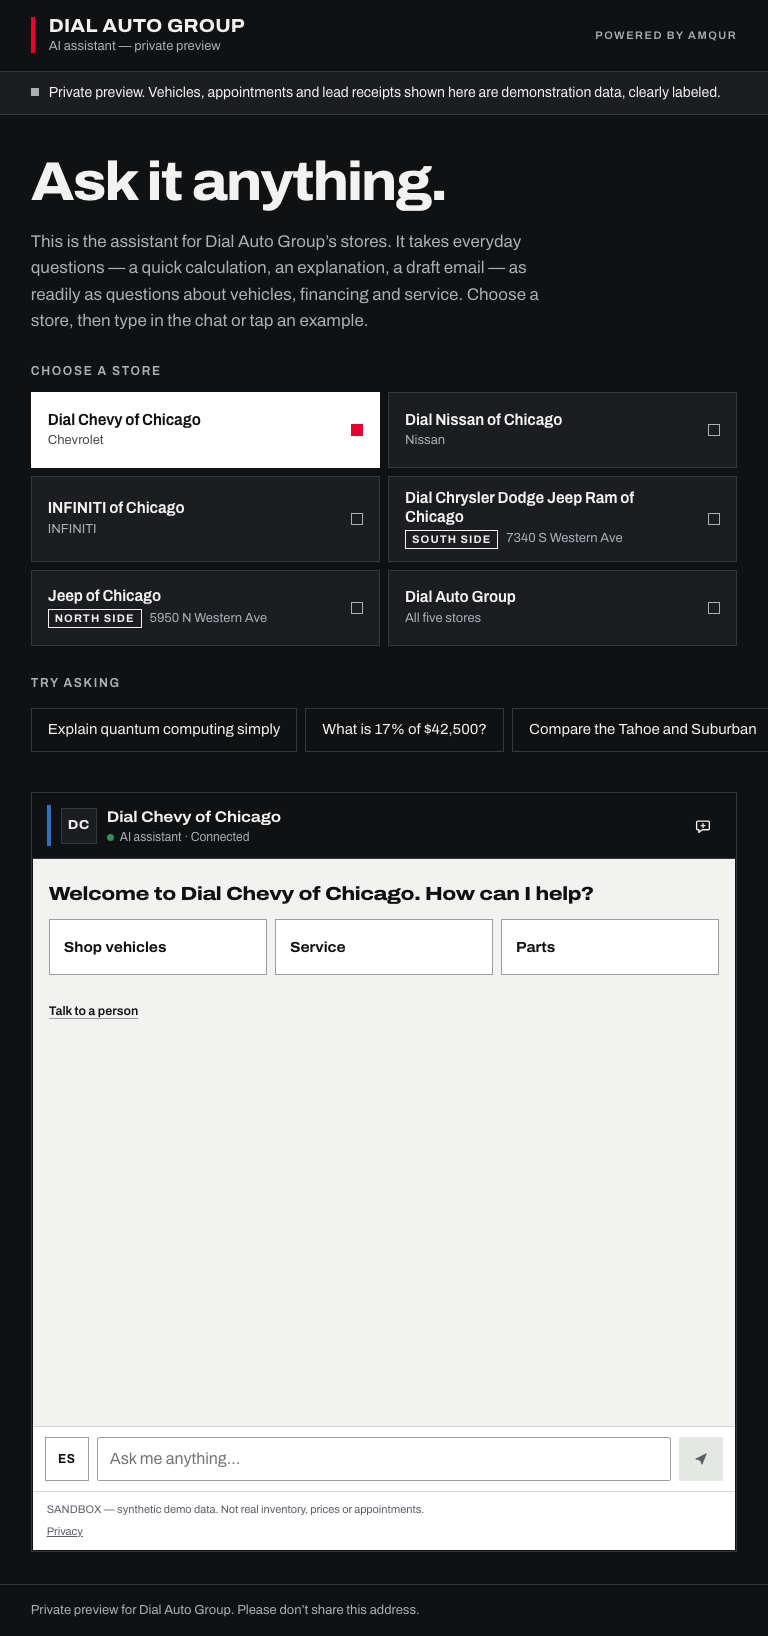 DIAL AUTO GROUP
AI assistant — private preview
POWERED BY AMQUR
Private preview. Vehicles, appointments and lead receipts shown here are demonstration data, clearly labeled.
Ask it anything.
This is the assistant for Dial Auto Group’s stores. It takes everyday
questions — a quick calculation, an explanation, a draft email — as
readily as questions about vehicles, financing and service. Choose a
store, then type in the chat or tap an example.
CHOOSE A STORE
Dial Chevy of Chicago
Chevrolet
Dial Nissan of Chicago
Nissan
INFINITI of Chicago
INFINITI
Dial Chrysler Dodge Jeep Ram of
Chicago
SOUTH SIDE 7340 S Western Ave
Jeep of Chicago
NORTH SIDE 5950 N Western Ave
Dial Auto Group
All five stores
TRY ASKING
Explain quantum computing simply
What is 17% of $42,500?
Compare the Tahoe and Suburban
DC
Dial Chevy of Chicago
AI assistant · Connected
Welcome to Dial Chevy of Chicago. How can I help?
Shop vehicles
Service
Parts
Talk to a person
ES
Ask me anything...
SANDBOX — synthetic demo data. Not real inventory, prices or appointments.
Privacy
Private preview for Dial Auto Group. Please don’t share this address.